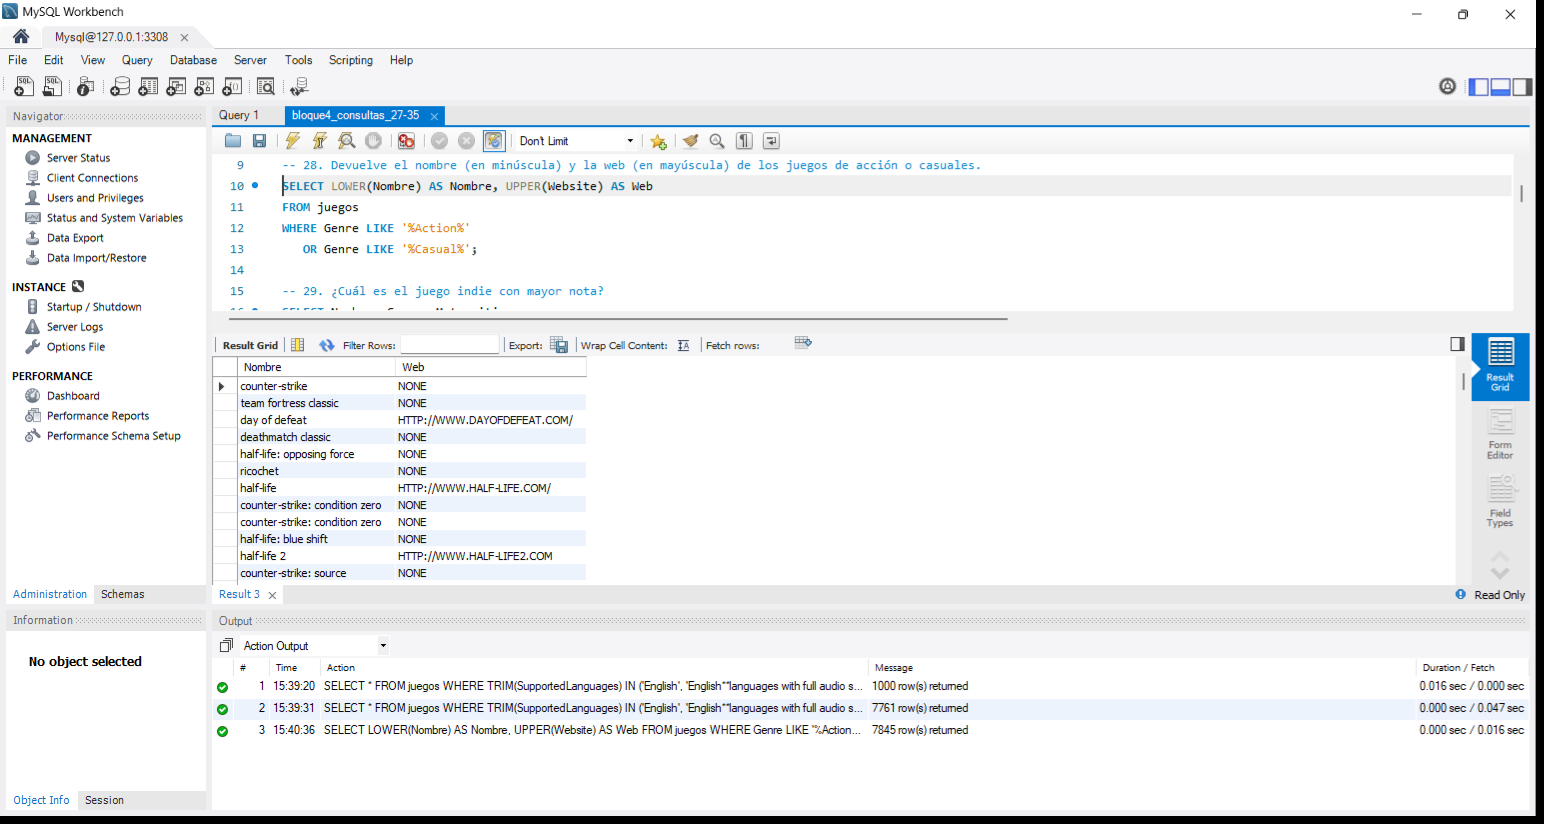 MySQL Workbench
Mysql@127.0.0.1:3308
File Edit View Query Database Server Tools Scripting Help
Navigator
MANAGEMENT
Server Status
Client Connections
Users and Privileges
Status and System Variables
Data Export
Data Import/Restore
INSTANCE
Startup / Shutdown
Server Logs
Options File
PERFORMANCE
Dashboard
Performance Reports
Performance Schema Setup
Administration Schemas
Information
No object selected
Object Info Session
Query 1 bloque4_consultas_27-35
Don't Limit
9 -- 28. Devuelve el nombre (en minúscula) y la web (en mayúscula) de los juegos de acción o casuales.
10 SELECT LOWER(Nombre) AS Nombre, UPPER(Website) AS Web
11 FROM juegos
12 WHERE Genre LIKE '%Action%'
13 OR Genre LIKE '%Casual%';
14
15 -- 29. ¿Cuál es el juego indie con mayor nota?
Result Grid Filter Rows: Export: Wrap Cell Content: Fetch rows:
Nombre Web
counter-strike NONE
team fortress classic NONE
day of defeat HTTP://WWW.DAYOFDEFEAT.COM/
deathmatch classic NONE
half-life: opposing force NONE
ricochet NONE
half-life HTTP://WWW.HALF-LIFE.COM/
counter-strike: condition zero NONE
counter-strike: condition zero NONE
half-life: blue shift NONE
half-life 2 HTTP://WWW.HALF-LIFE2.COM
counter-strike: source NONE
Result Grid
Form Editor
Field Types
Result 3
Read Only
Output
Action Output
# Time Action Message Duration / Fetch
1 15:39:20 SELECT * FROM juegos WHERE TRIM(SupportedLanguages) IN ('English', 'English**languages with full audio s... 1000 row(s) returned 0.016 sec / 0.000 sec
2 15:39:31 SELECT * FROM juegos WHERE TRIM(SupportedLanguages) IN ('English', 'English**languages with full audio s... 7761 row(s) returned 0.000 sec / 0.047 sec
3 15:40:36 SELECT LOWER(Nombre) AS Nombre, UPPER(Website) AS Web FROM juegos WHERE Genre LIKE '%Action... 7845 row(s) returned 0.000 sec / 0.016 sec